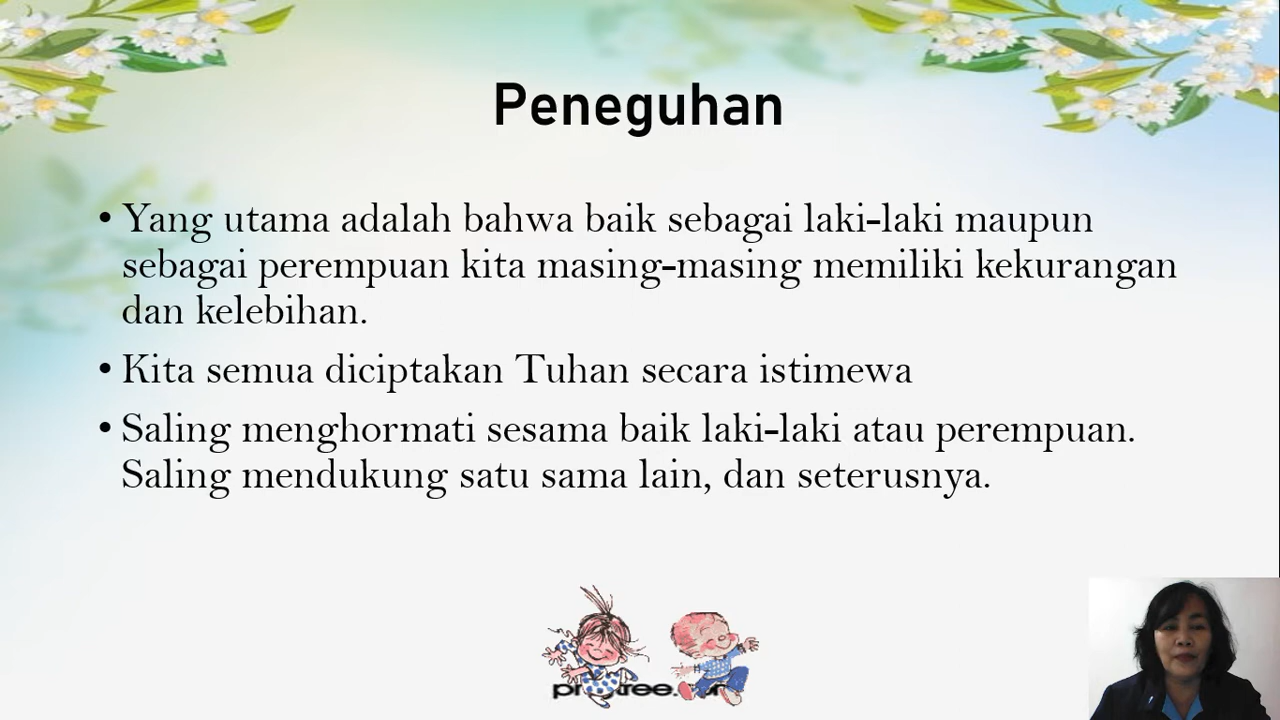 Peneguhan
• Yang utama adalah bahwa baik sebagai laki-laki maupun
sebagai perempuan kita masing-masing memiliki kekurangan
dan kelebihan.
• Kita semua diciptakan Tuhan secara istimewa
• Saling menghormati sesama baik laki-laki atau perempuan.
Saling mendukung satu sama lain, dan seterusnya.